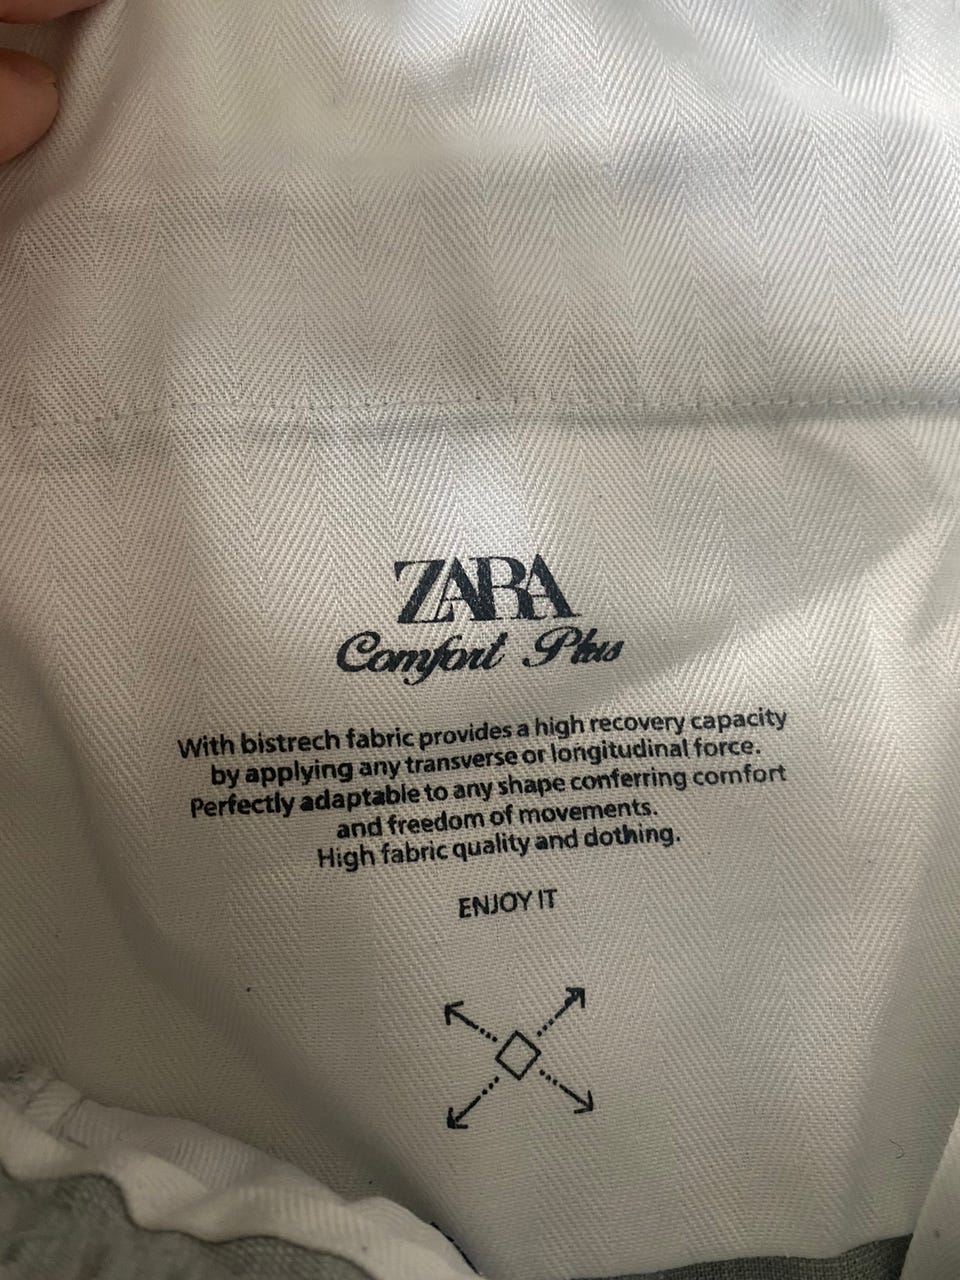 ZARA
Comfort Plus
With bistrech fabric provides a high recovery capacity
by applying any transverse or longitudinal force.
Perfectly adaptable to any shape conferring comfort
and freedom of movements.
High fabric quality and dothing.
ENJOY IT